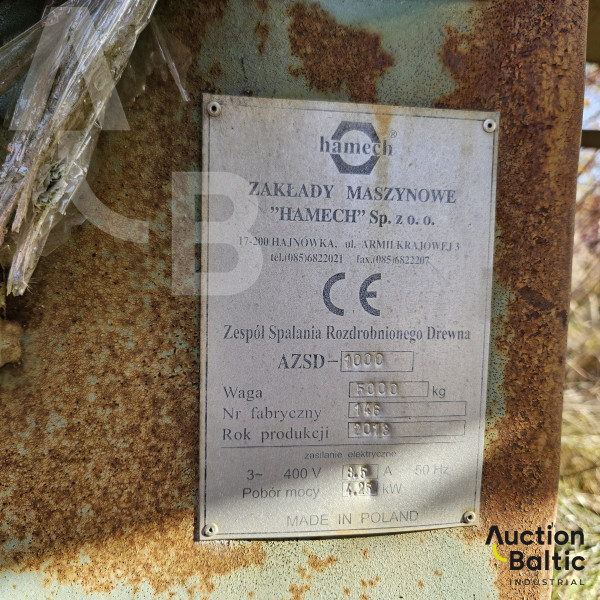 hamech®
ZAKŁADY MASZYNOWE
"HAMECH" Sp. z o. o.
17-200 HAJNÓWKA, ul. ARMII KRAJOWEJ 3
tel.(085)6822021 fax.(085)6822207
CE
Zespół Spalania Rozdrobnionego Drewna
AZSD-1000
Waga 5000 kg
Nr fabryczny 146
Rok produkcji 2013
zasilanie elektryczne
3~ 400 V 8.5 A 50 Hz
Pobór mocy 4.25 kW
MADE IN POLAND
Auction
Baltic
INDUSTRIAL
A
B